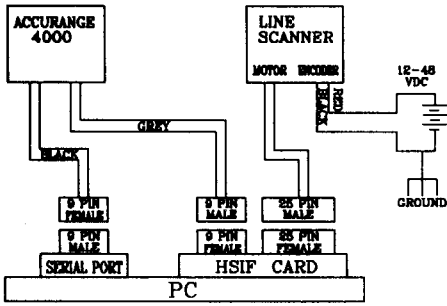 ACCURANGE
4000
LINE
SCANNER
MOTOR ENCODER
RED
BLACK
12-48
VDC
GREY
BLACK
GROUND
9 PIN
FEMALE
9 PIN
MALE
25 PIN
MALE
9 PIN
MALE
9 PIN
FEMALE
25 PIN
FEMALE
SERIAL PORT
HSIF CARD
PC